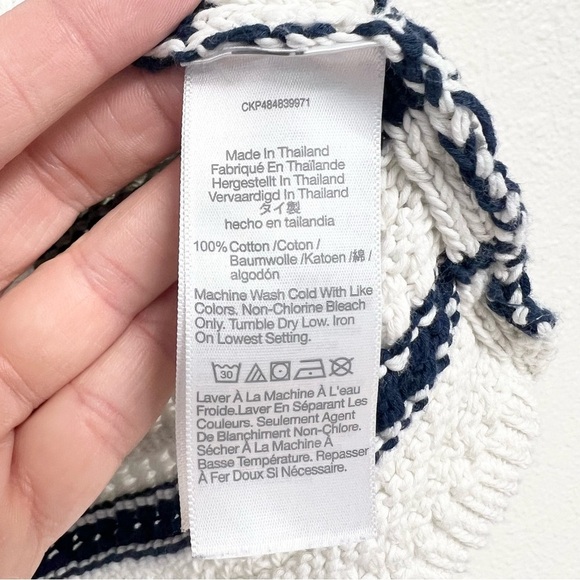 CKP484839971
Made In Thailand
Fabriqué En Thaïlande
Hergestellt In Thailand
Vervaardigd In Thailand
タイ製
hecho en tailandia
100% Cotton /Coton /
Baumwolle /Katoen /綿 /
algodón
Machine Wash Cold With Like
Colors. Non-Chlorine Bleach
Only. Tumble Dry Low. Iron
On Lowest Setting.
30
Laver À La Machine À L'eau
Froide.Laver En Séparant Les
Couleurs. Seulement Agent
De Blanchiment Non-Chlore.
Sécher À La Machine À
Basse Température. Repasser
À Fer Doux SI Nécessaire.